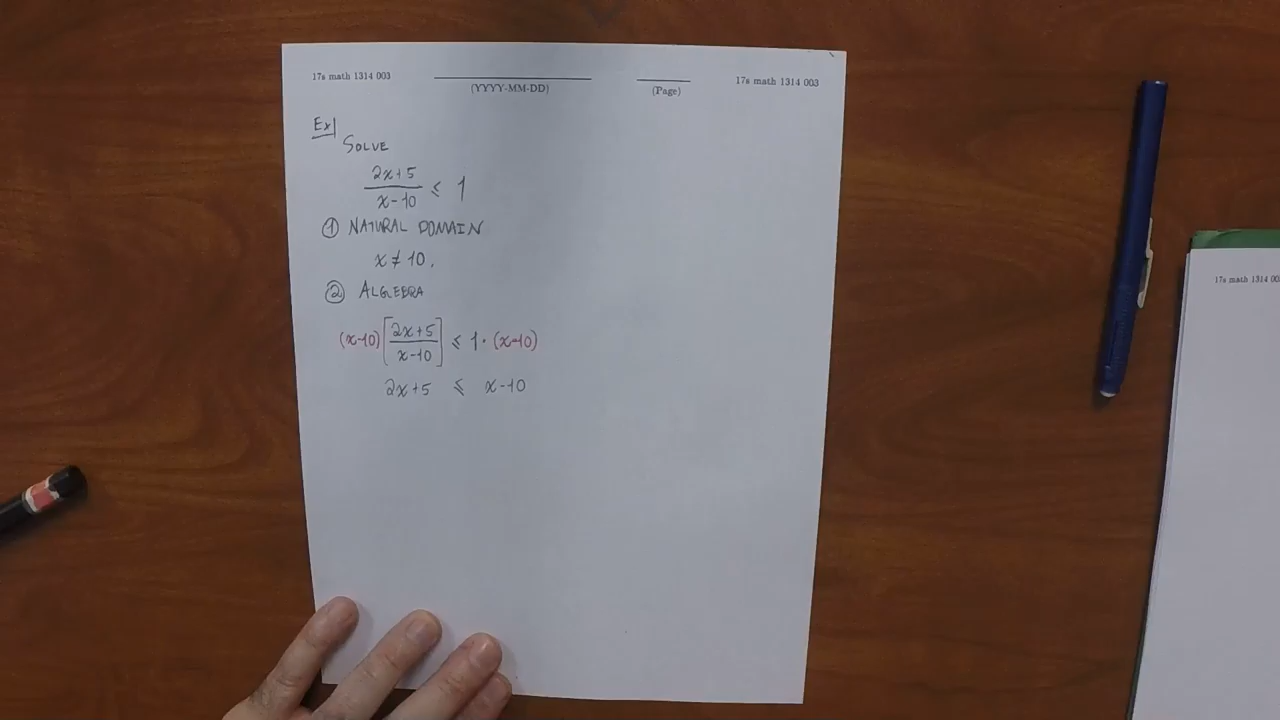 17s math 1314 003 (YYYY-MM-DD) (Page) 17s math 1314 003
Ex|
SOLVE
(2x+5)/(x-10) ≤ 1
① NATURAL DOMAIN
x ≠ 10.
② ALGEBRA
(x-10)[(2x+5)/(x-10)] ≤ 1·(x-10)
2x+5 ≤ x-10
17s math 1314 00